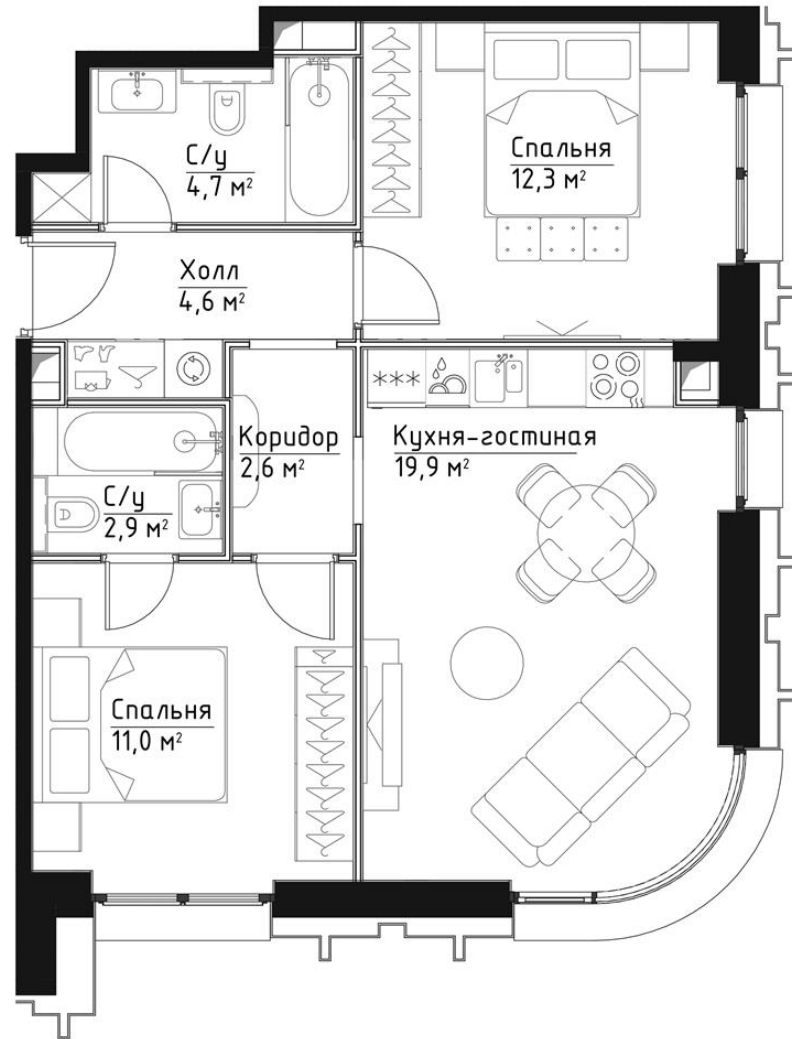 С/у
4,7 м²
Спальня
12,3 м²
Холл
4,6 м²
Коридор
2,6 м²
Кухня-гостиная
19,9 м²
С/у
2,9 м²
Спальня
11,0 м²